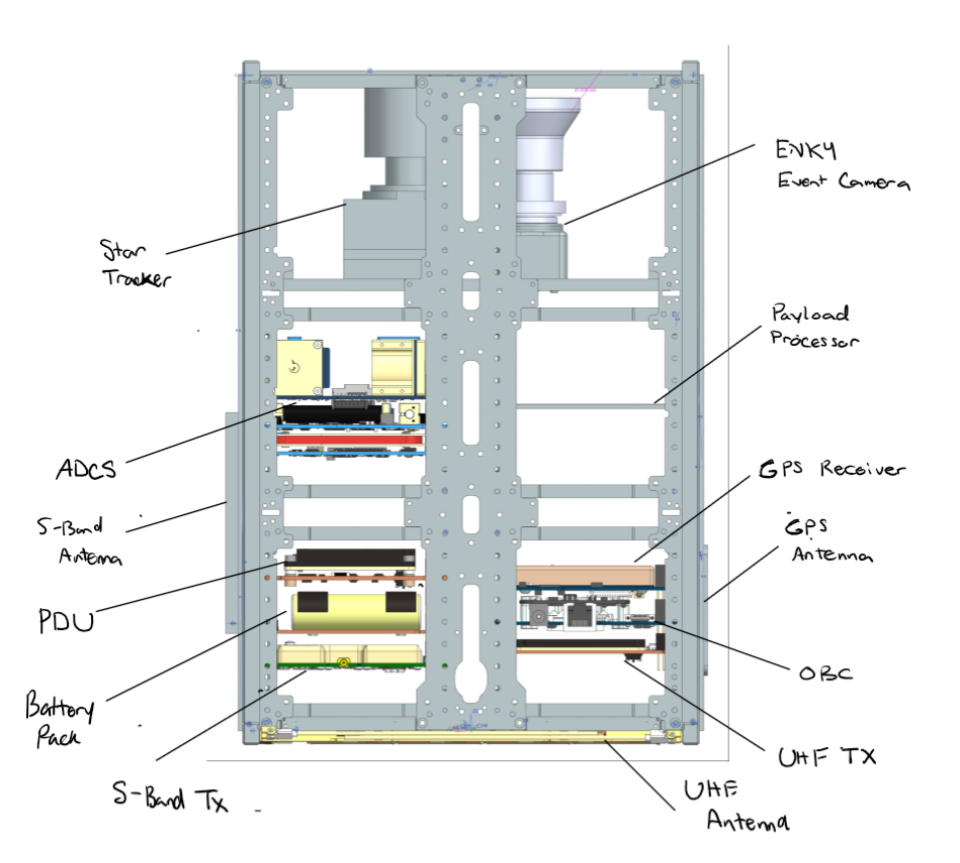 EVK4
Event Camera
Star
Tracker
Payload
Processor
ADCS
GPS Receiver
S-Band
Antenna
GPS
Antenna
PDU
OBC
Battery
Pack
UHF TX
S-Band Tx
UHF
Antenna